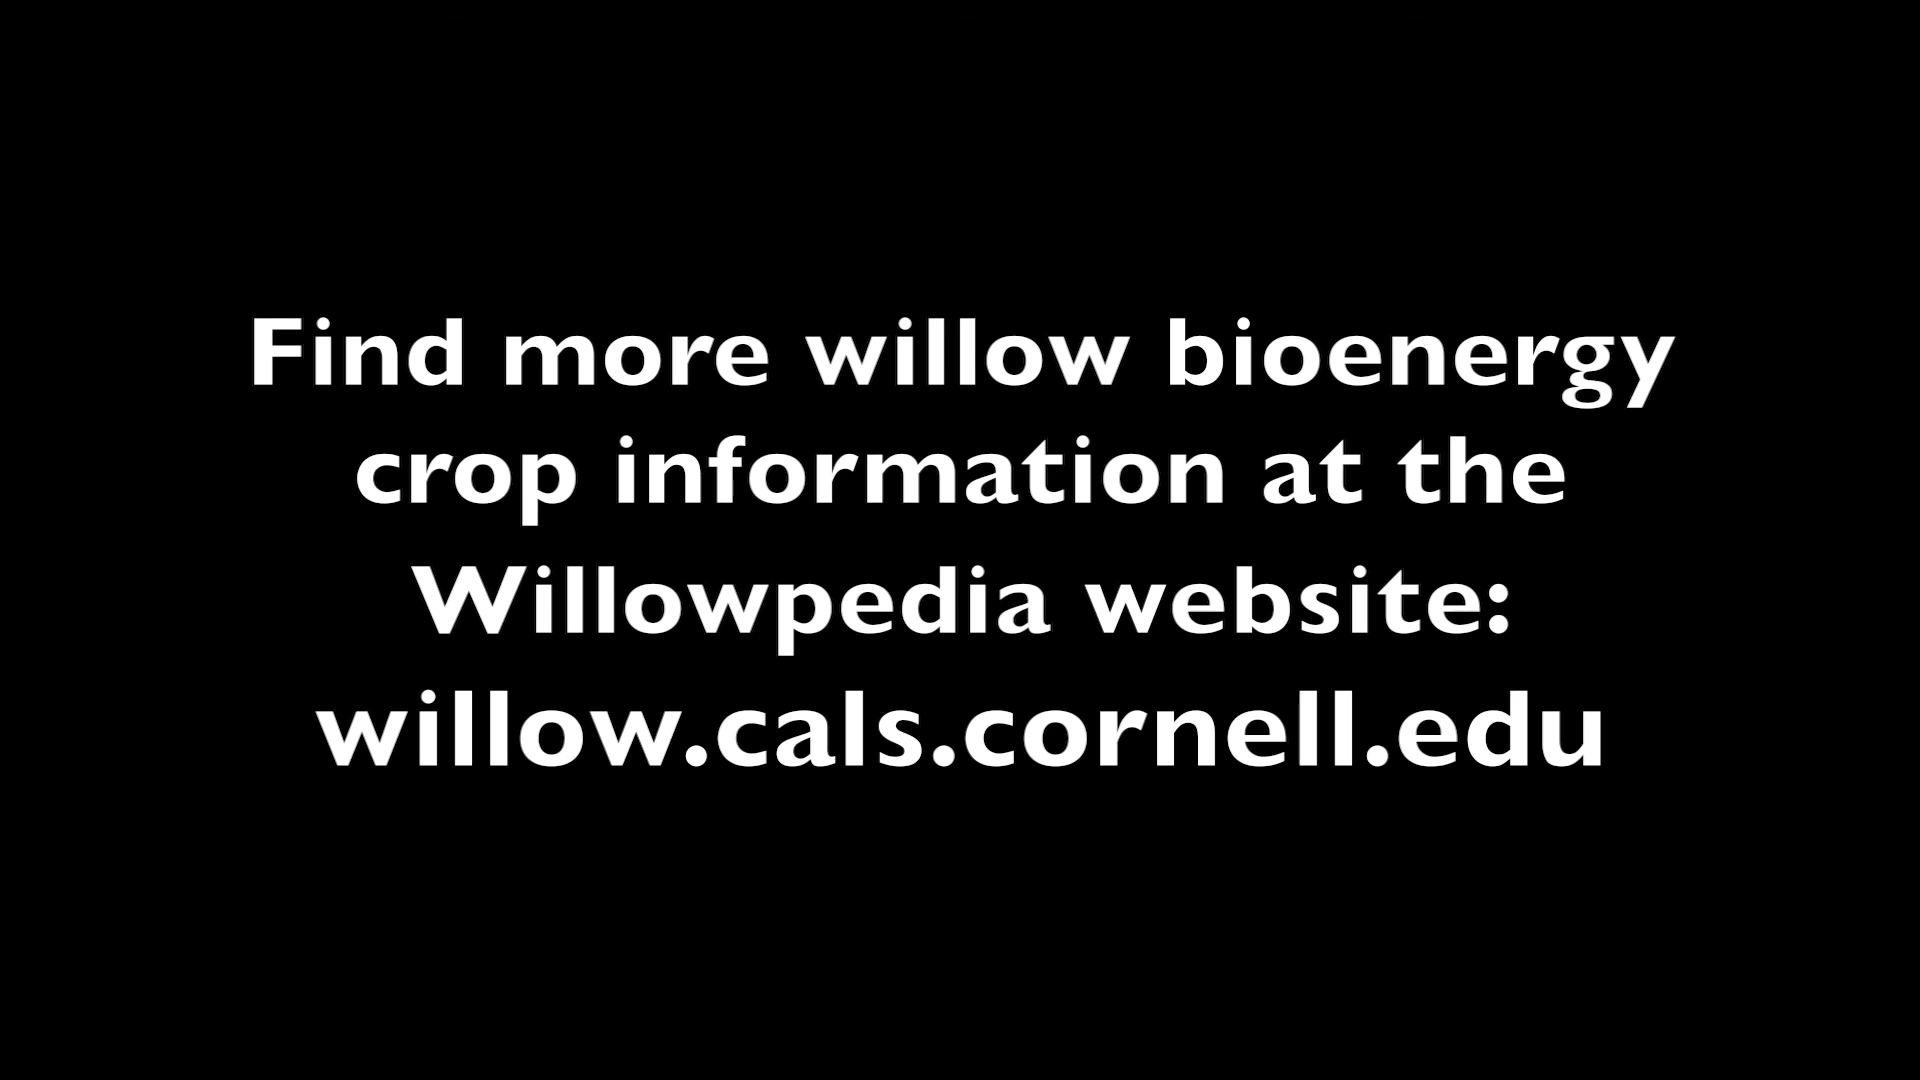 Find more willow bioenergy
crop information at the
Willowpedia website:
willow.cals.cornell.edu